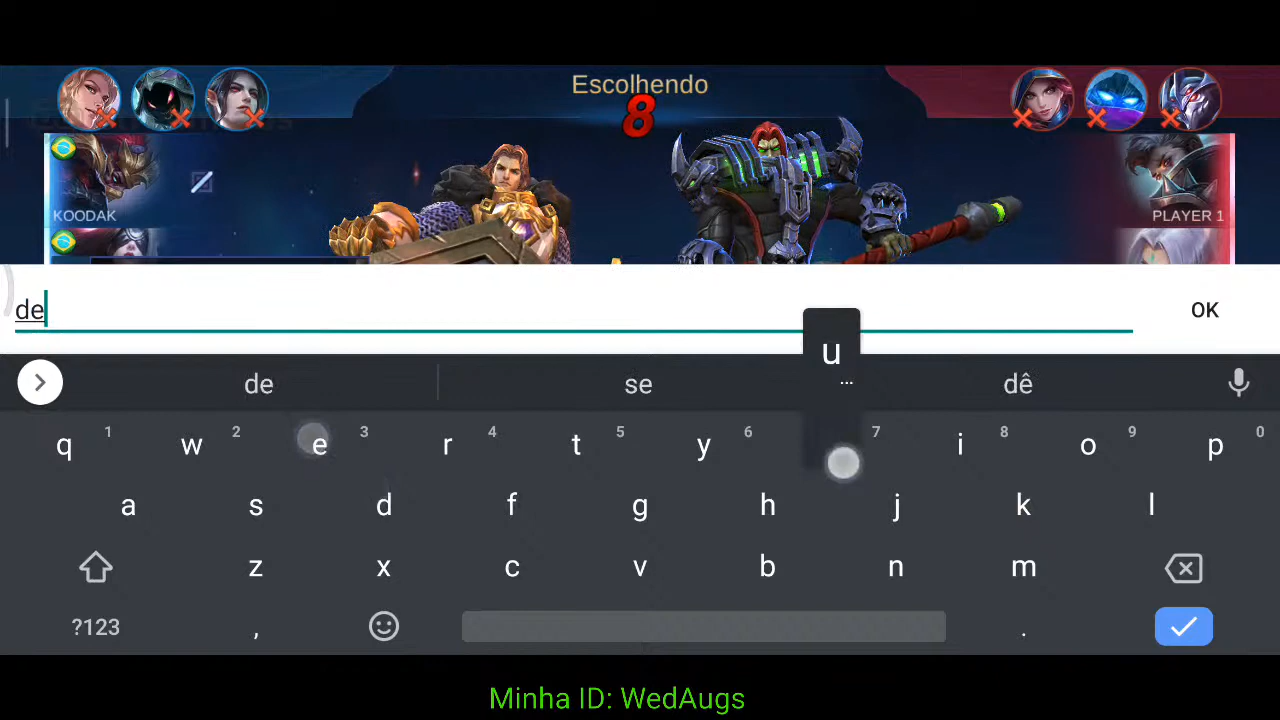 Escolhendo
8
KOODAK
PLAYER 1
de
OK
u
...
de se dê
q 1 w 2 e 3 r 4 t 5 y 6 7 i 8 o 9 p 0
a s d f g h j k l
z x c v b n m
?123 , .
Minha ID: WedAugs